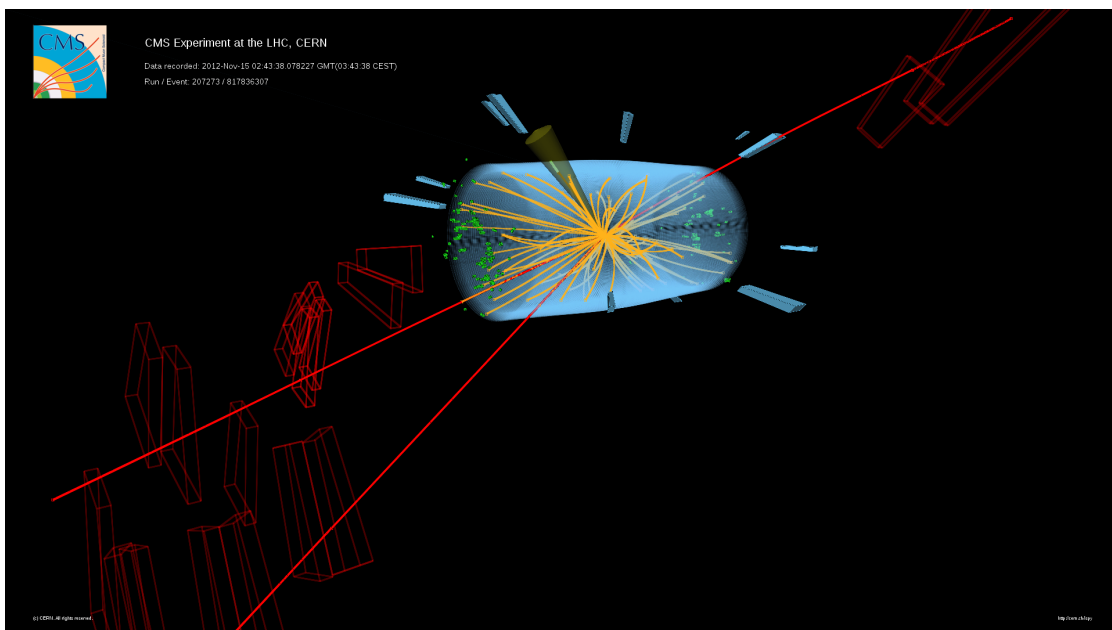 CMS
CMS Experiment at the LHC, CERN
Data recorded: 2012-Nov-15 02:43:38.078227 GMT(03:43:38 CEST)
Run / Event: 207273 / 817836307
(c) CERN. All rights reserved.
http://cern.ch/ispy